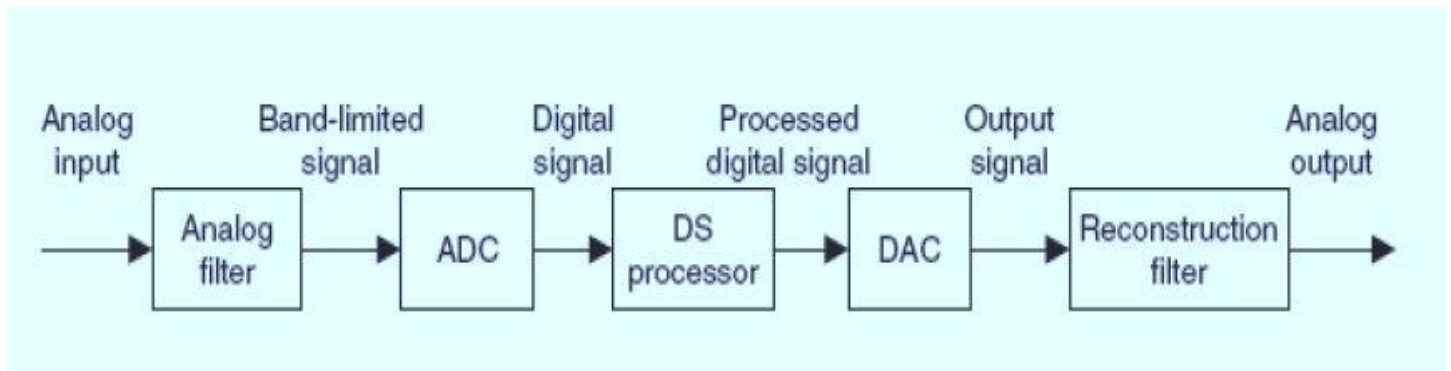 Analog
input
Band-limited
signal
Digital
signal
Processed
digital signal
Output
signal
Analog
output
Analog
filter
ADC
DS
processor
DAC
Reconstruction
filter